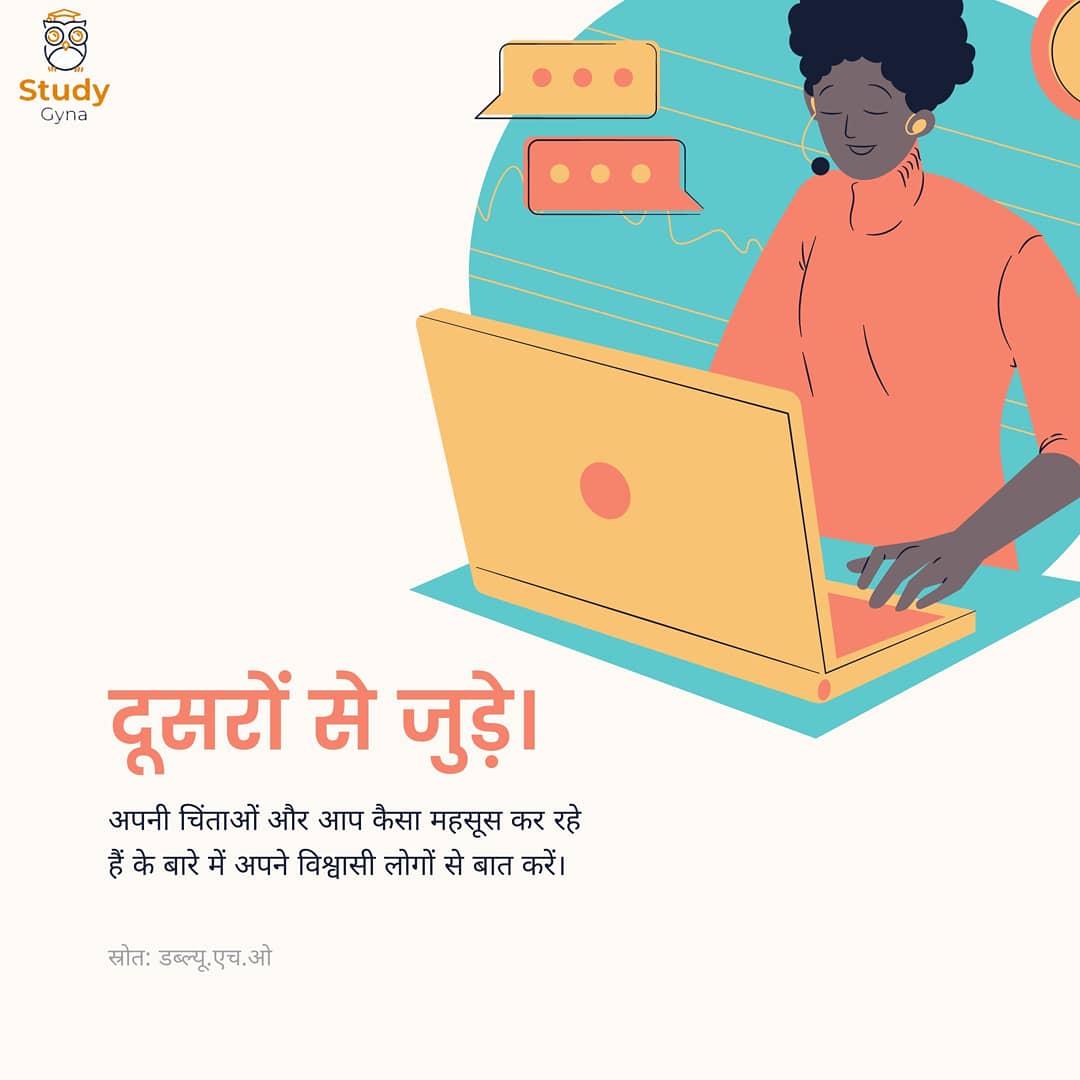 Study
Gyna
दूसरों से जुड़े।
अपनी चिंताओं और आप कैसा महसूस कर रहे
हैं के बारे में अपने विश्वासी लोगों से बात करें।
स्रोत: डब्ल्यू.एच.ओ